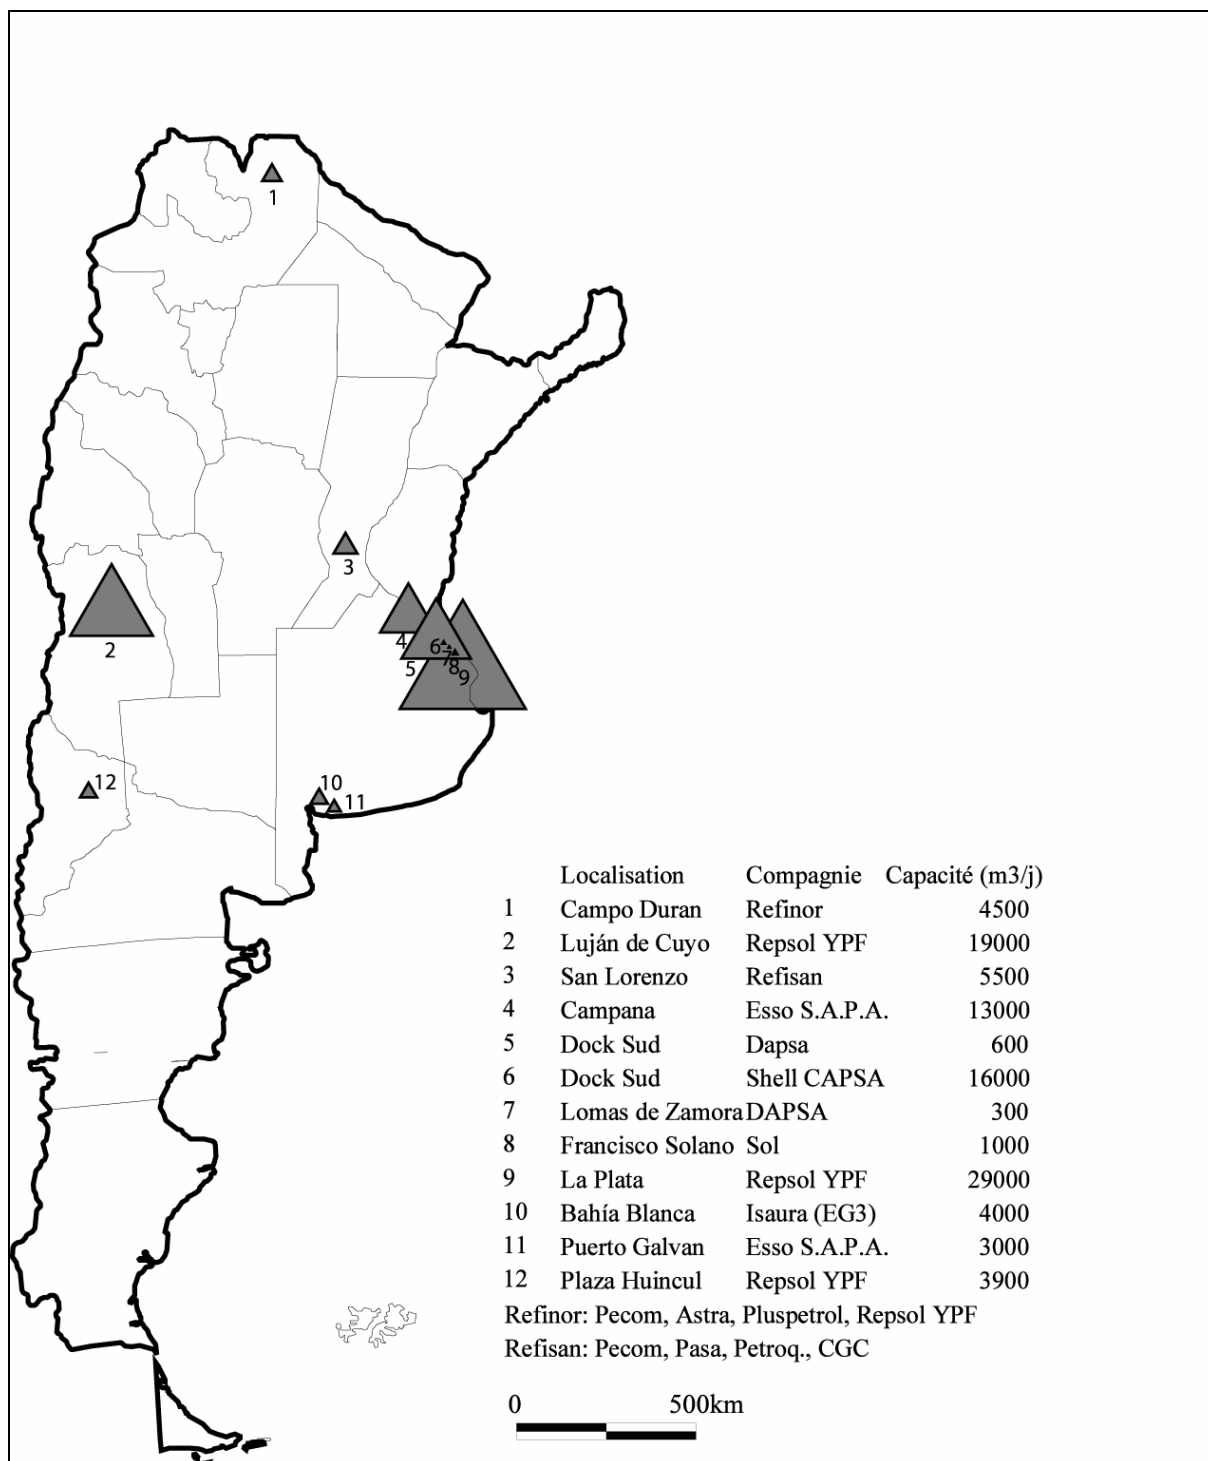 1
3
2
4
6
5
7
8
9
12
10
11
Localisation Compagnie Capacité (m3/j)
1 Campo Duran Refinor 4500
2 Luján de Cuyo Repsol YPF 19000
3 San Lorenzo Refisan 5500
4 Campana Esso S.A.P.A. 13000
5 Dock Sud Dapsa 600
6 Dock Sud Shell CAPSA 16000
7 Lomas de Zamora DAPSA 300
8 Francisco Solano Sol 1000
9 La Plata Repsol YPF 29000
10 Bahía Blanca Isaura (EG3) 4000
11 Puerto Galvan Esso S.A.P.A. 3000
12 Plaza Huincul Repsol YPF 3900
Refinor: Pecom, Astra, Pluspetrol, Repsol YPF
Refisan: Pecom, Pasa, Petroq., CGC
0 500km